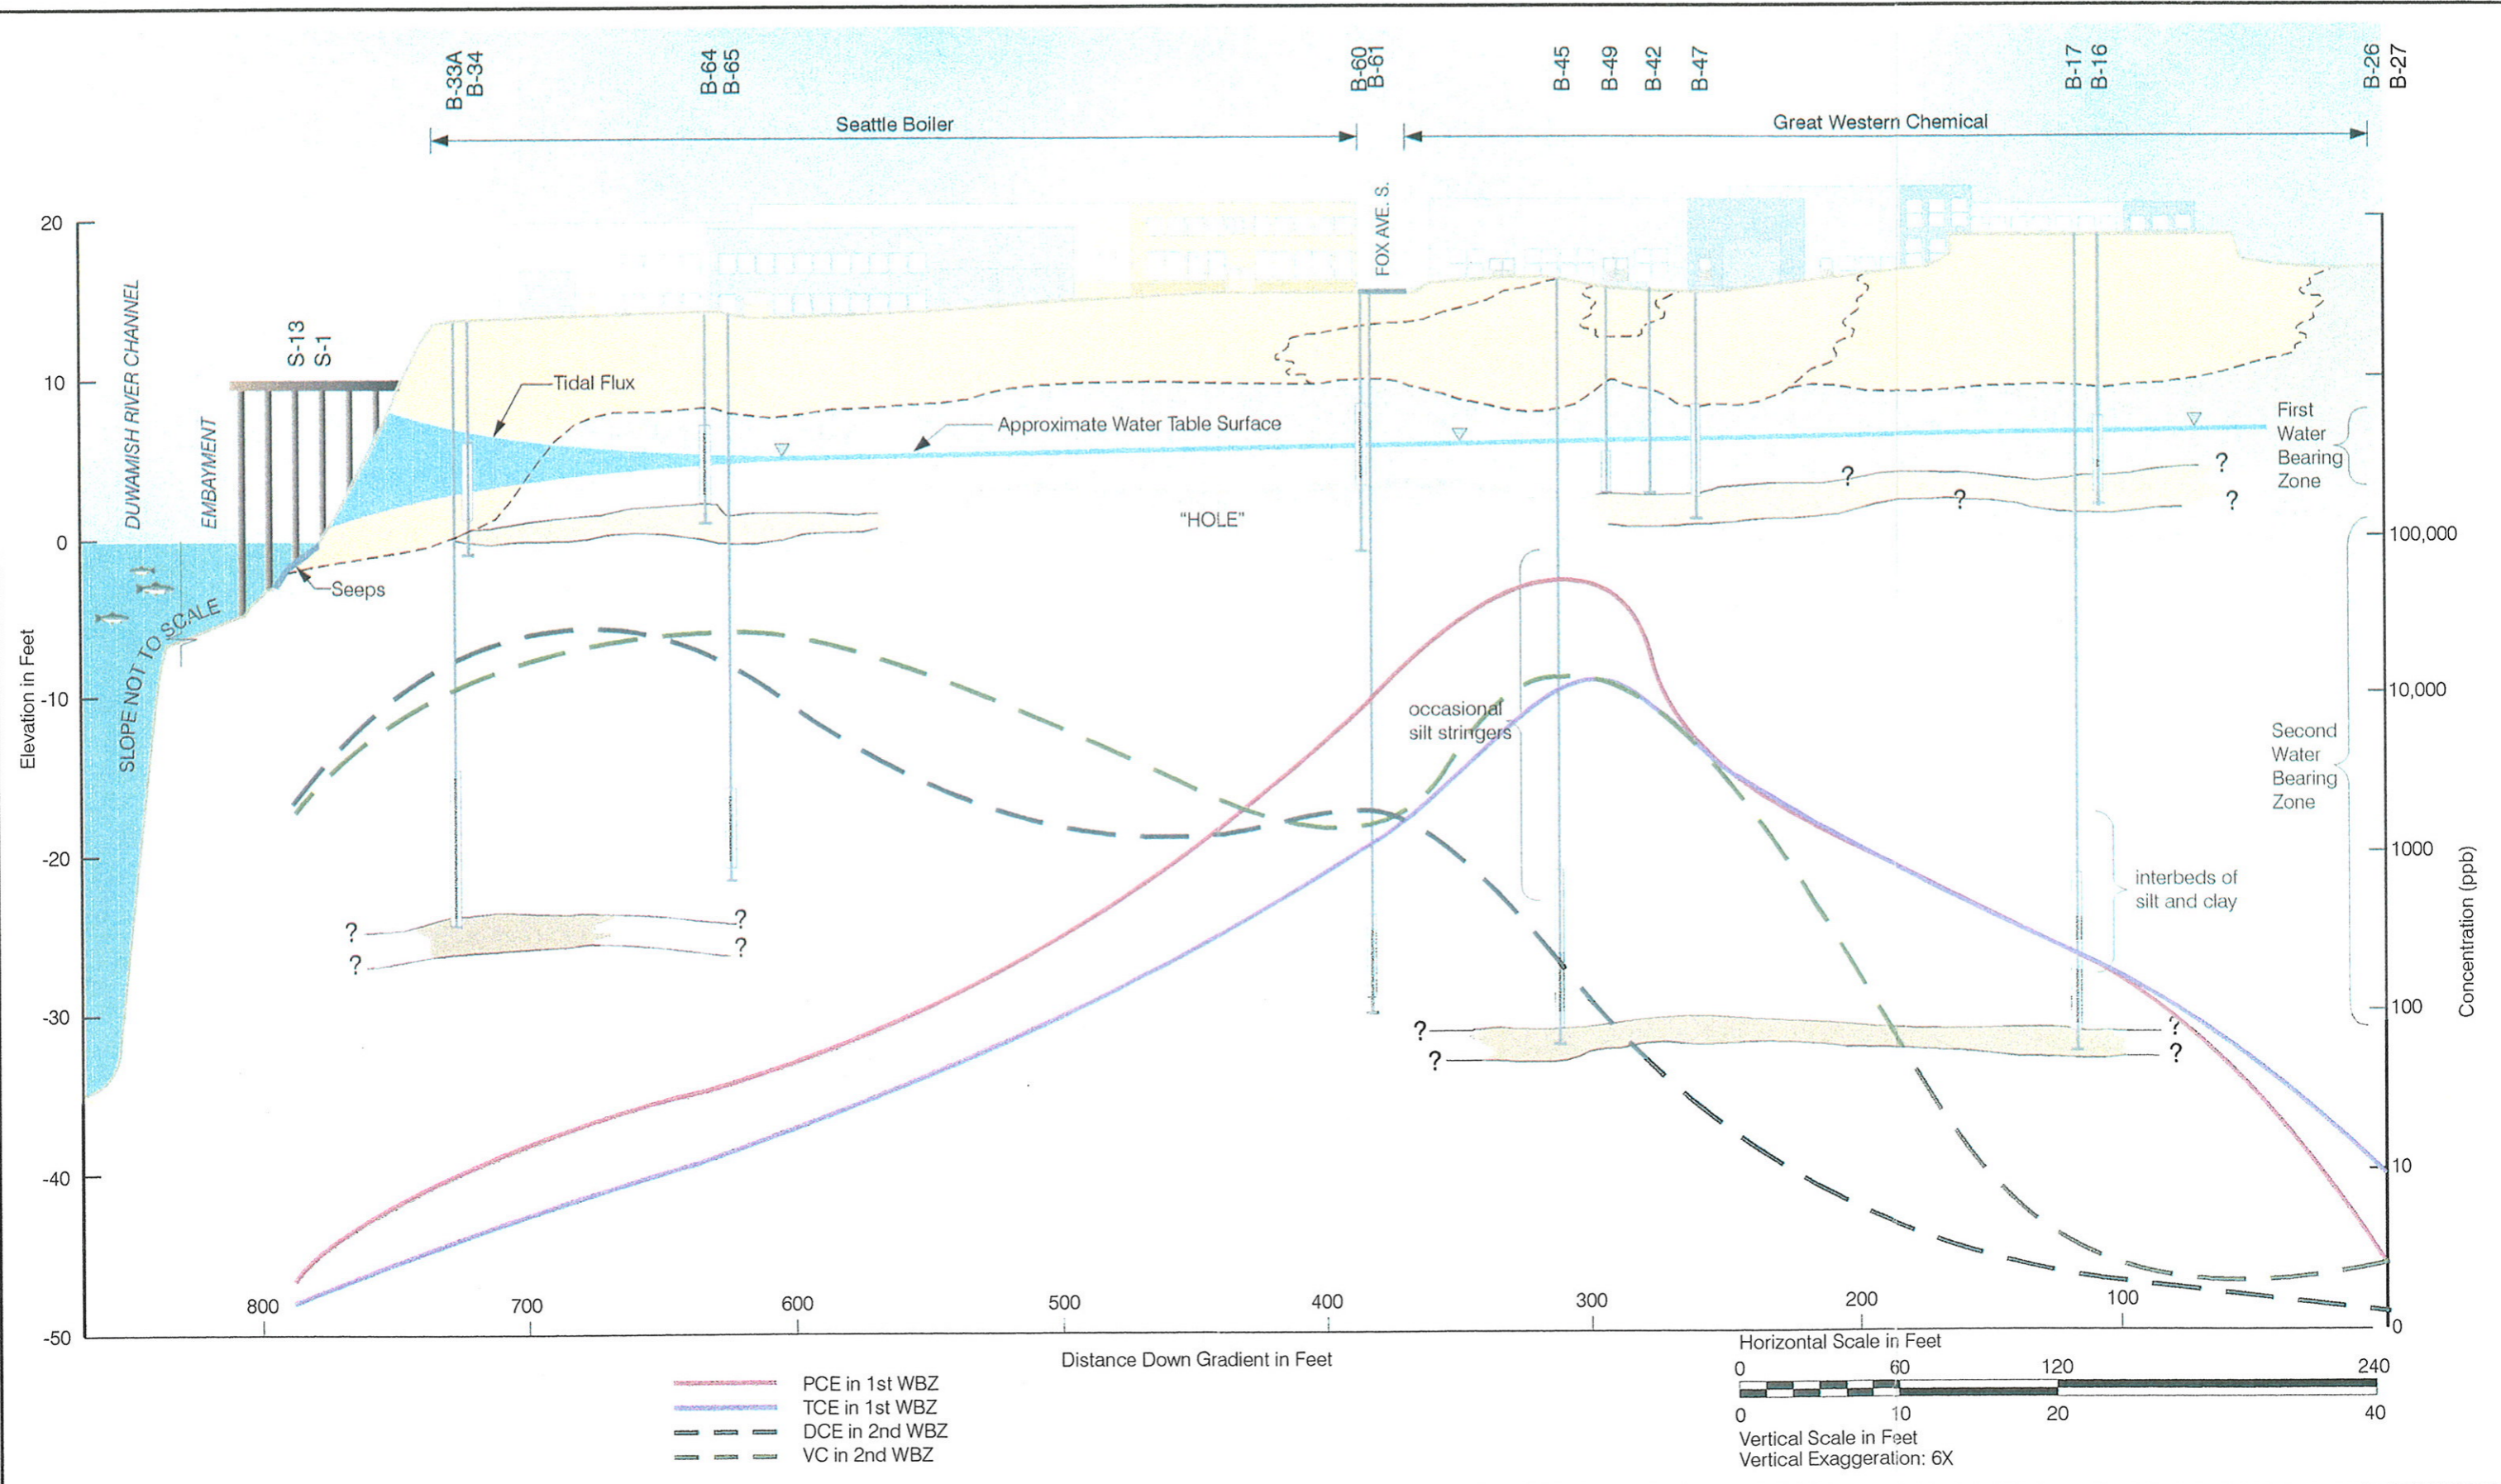 B-33A
B-34
B-64
B-65
B-60
B-61
B-45
B-49
B-42
B-47
B-17
B-16
B-26
B-27
Seattle Boiler
Great Western Chemical
FOX AVE. S.
DUWAMISH RIVER CHANNEL
EMBAYMENT
S-13
S-1
Tidal Flux
Approximate Water Table Surface
First
Water
Bearing
Zone
?
?
?
?
"HOLE"
Seeps
SLOPE NOT TO SCALE
occasional
silt stringers
Second
Water
Bearing
Zone
interbeds of
silt and clay
?
?
?
?
?
?
?
?
Elevation in Feet
20
10
0
-10
-20
-30
-40
-50
100,000
10,000
1000
100
10
0
Concentration (ppb)
800
700
600
500
400
300
200
100
Distance Down Gradient in Feet
PCE in 1st WBZ
TCE in 1st WBZ
DCE in 2nd WBZ
VC in 2nd WBZ
Horizontal Scale in Feet
0 60 120 240
0 10 20 40
Vertical Scale in Feet
Vertical Exaggeration: 6X